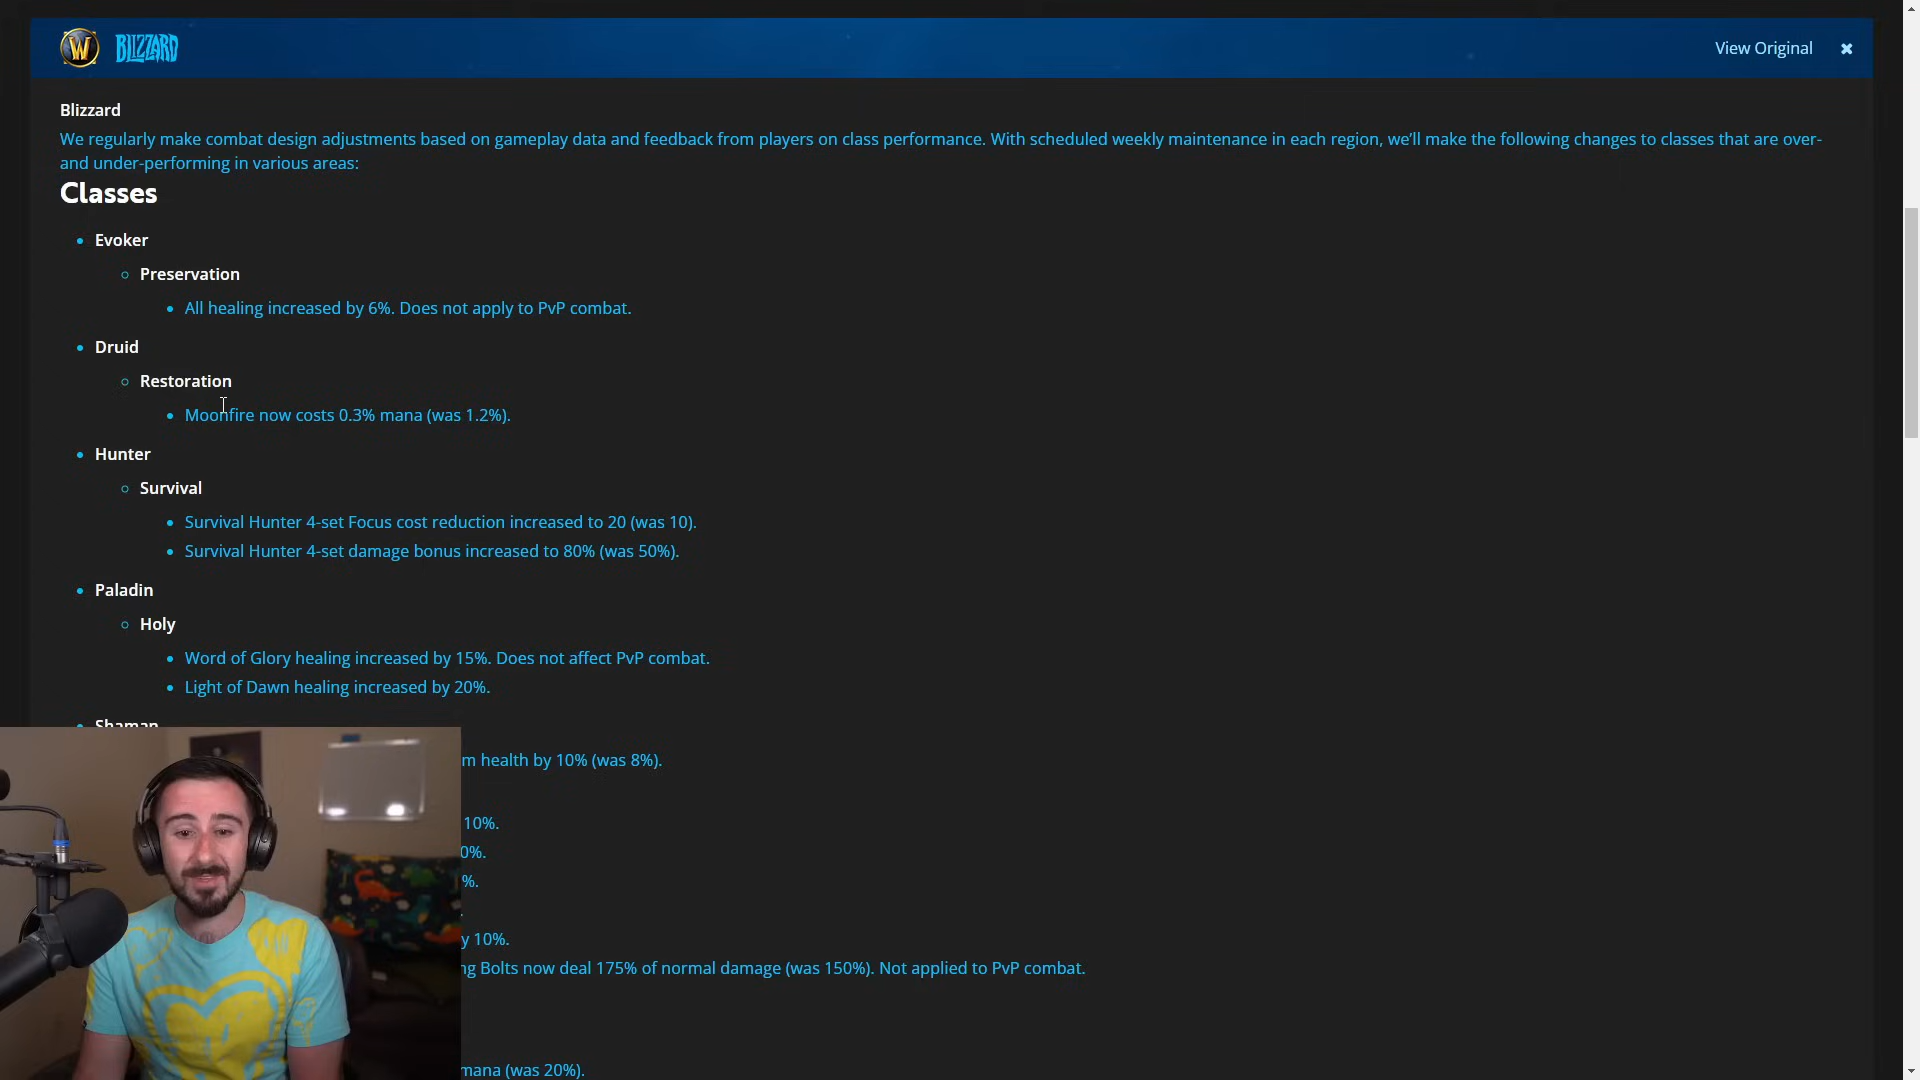 W BLIZZARD View Original ×
Blizzard
We regularly make combat design adjustments based on gameplay data and feedback from players on class performance. With scheduled weekly maintenance in each region, we’ll make the following changes to classes that are over-
and under-performing in various areas:
Classes
Evoker
Preservation
All healing increased by 6%. Does not apply to PvP combat.
Druid
Restoration
Moonfire now costs 0.3% mana (was 1.2%).
Hunter
Survival
Survival Hunter 4-set Focus cost reduction increased to 20 (was 10).
Survival Hunter 4-set damage bonus increased to 80% (was 50%).
Paladin
Holy
Word of Glory healing increased by 15%. Does not affect PvP combat.
Light of Dawn healing increased by 20%.
Shaman
m health by 10% (was 8%).
10%.
0%.
%.
y 10%.
ng Bolts now deal 175% of normal damage (was 150%). Not applied to PvP combat.
mana (was 20%).